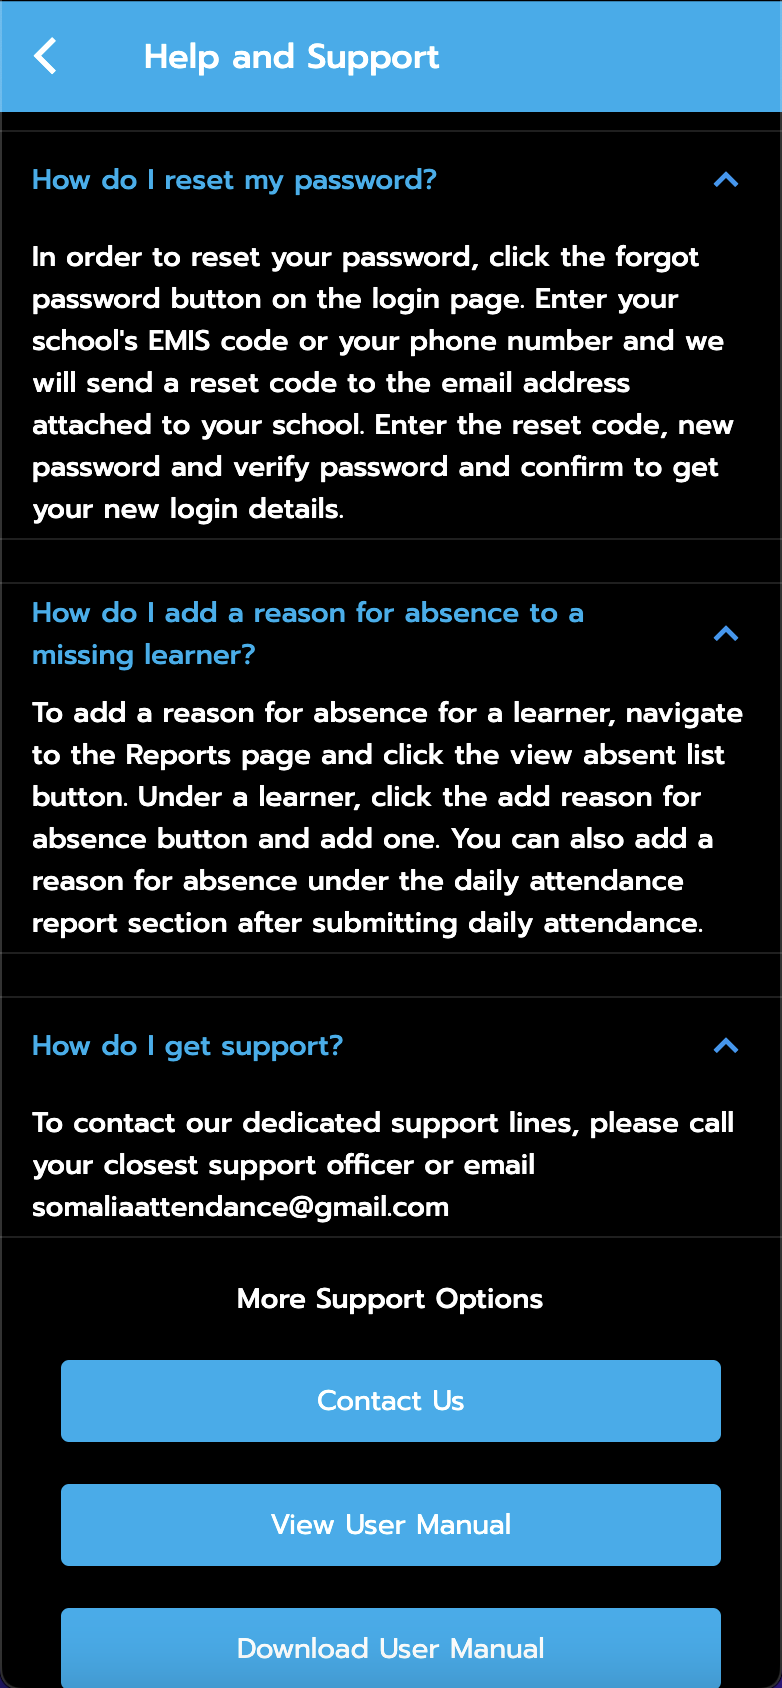 Help and Support
How do I reset my password?
In order to reset your password, click the forgot
password button on the login page. Enter your
school's EMIS code or your phone number and we
will send a reset code to the email address
attached to your school. Enter the reset code, new
password and verify password and confirm to get
your new login details.
How do I add a reason for absence to a
missing learner?
To add a reason for absence for a learner, navigate
to the Reports page and click the view absent list
button. Under a learner, click the add reason for
absence button and add one. You can also add a
reason for absence under the daily attendance
report section after submitting daily attendance.
How do I get support?
To contact our dedicated support lines, please call
your closest support officer or email
somaliaattendance@gmail.com
More Support Options
Contact Us
View User Manual
Download User Manual